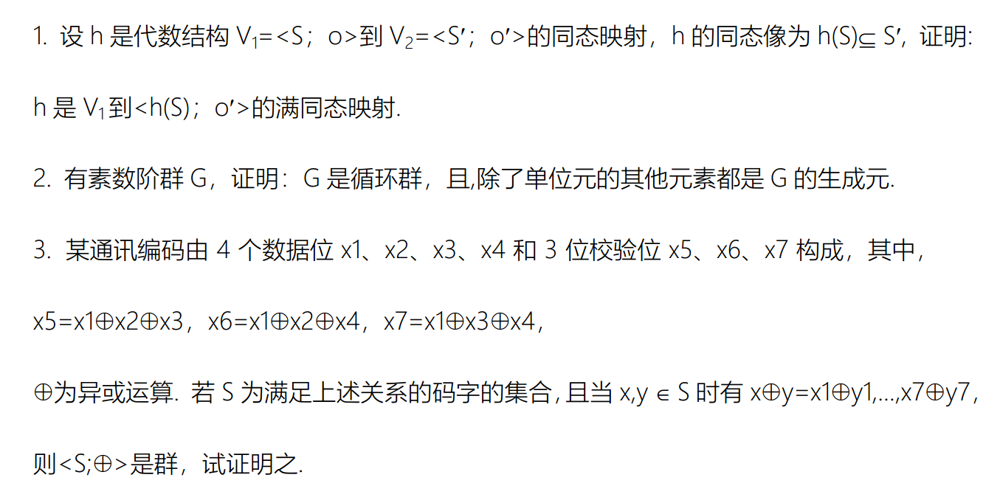 1. 设 h 是代数结构 V₁=<S；o>到 V₂=<S′；o′>的同态映射，h 的同态像为 h(S)⊆ S′，证明:
h 是 V₁到<h(S)；o′>的满同态映射.
2. 有素数阶群 G，证明：G 是循环群，且,除了单位元的其他元素都是 G 的生成元.
3. 某通讯编码由 4 个数据位 x1、x2、x3、x4 和 3 位校验位 x5、x6、x7 构成，其中，
x5=x1⊕x2⊕x3，x6=x1⊕x2⊕x4，x7=x1⊕x3⊕x4，
⊕为异或运算. 若 S 为满足上述关系的码字的集合,且当 x,y ∈ S 时有 x⊕y=x1⊕y1,...,x7⊕y7，
则<S;⊕>是群，试证明之.